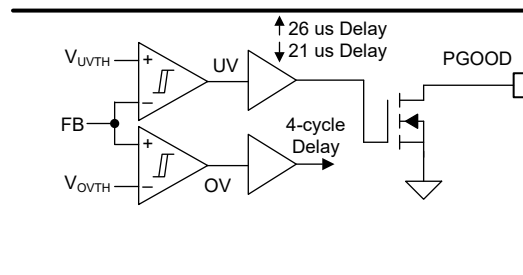 ↑ 26 us Delay
↓ 21 us Delay
PGOOD
VUVTH
+
UV
−
FB
4-cycle
Delay
+
VOVTH
−
OV